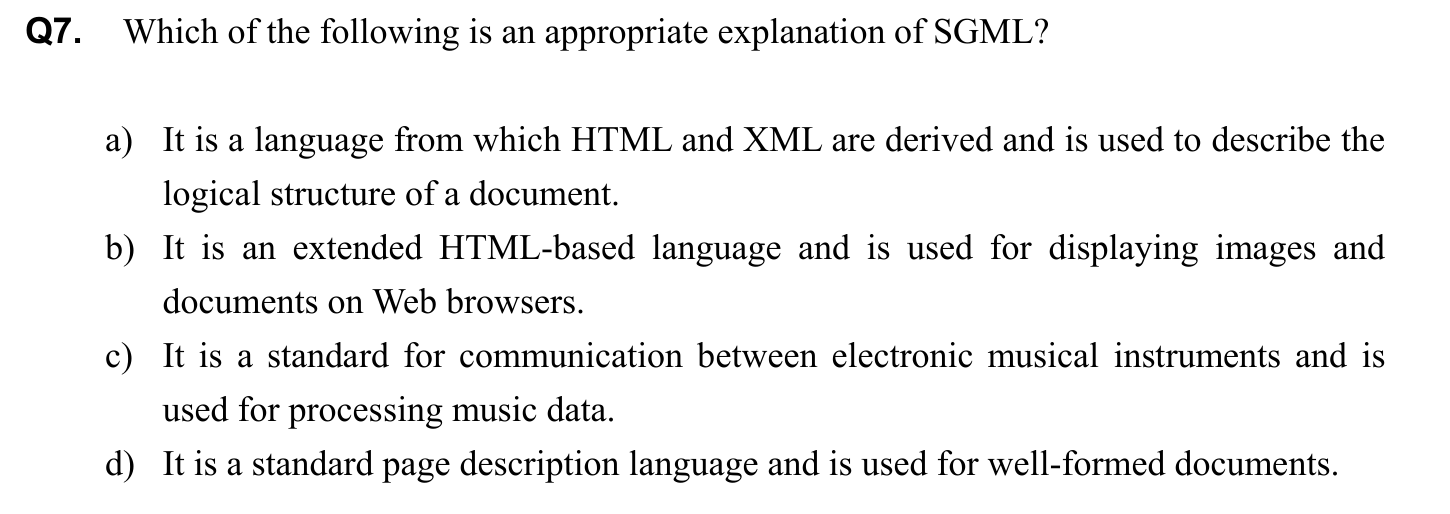 Q7. Which of the following is an appropriate explanation of SGML?
a) It is a language from which HTML and XML are derived and is used to describe the
logical structure of a document.
b) It is an extended HTML-based language and is used for displaying images and
documents on Web browsers.
c) It is a standard for communication between electronic musical instruments and is
used for processing music data.
d) It is a standard page description language and is used for well-formed documents.